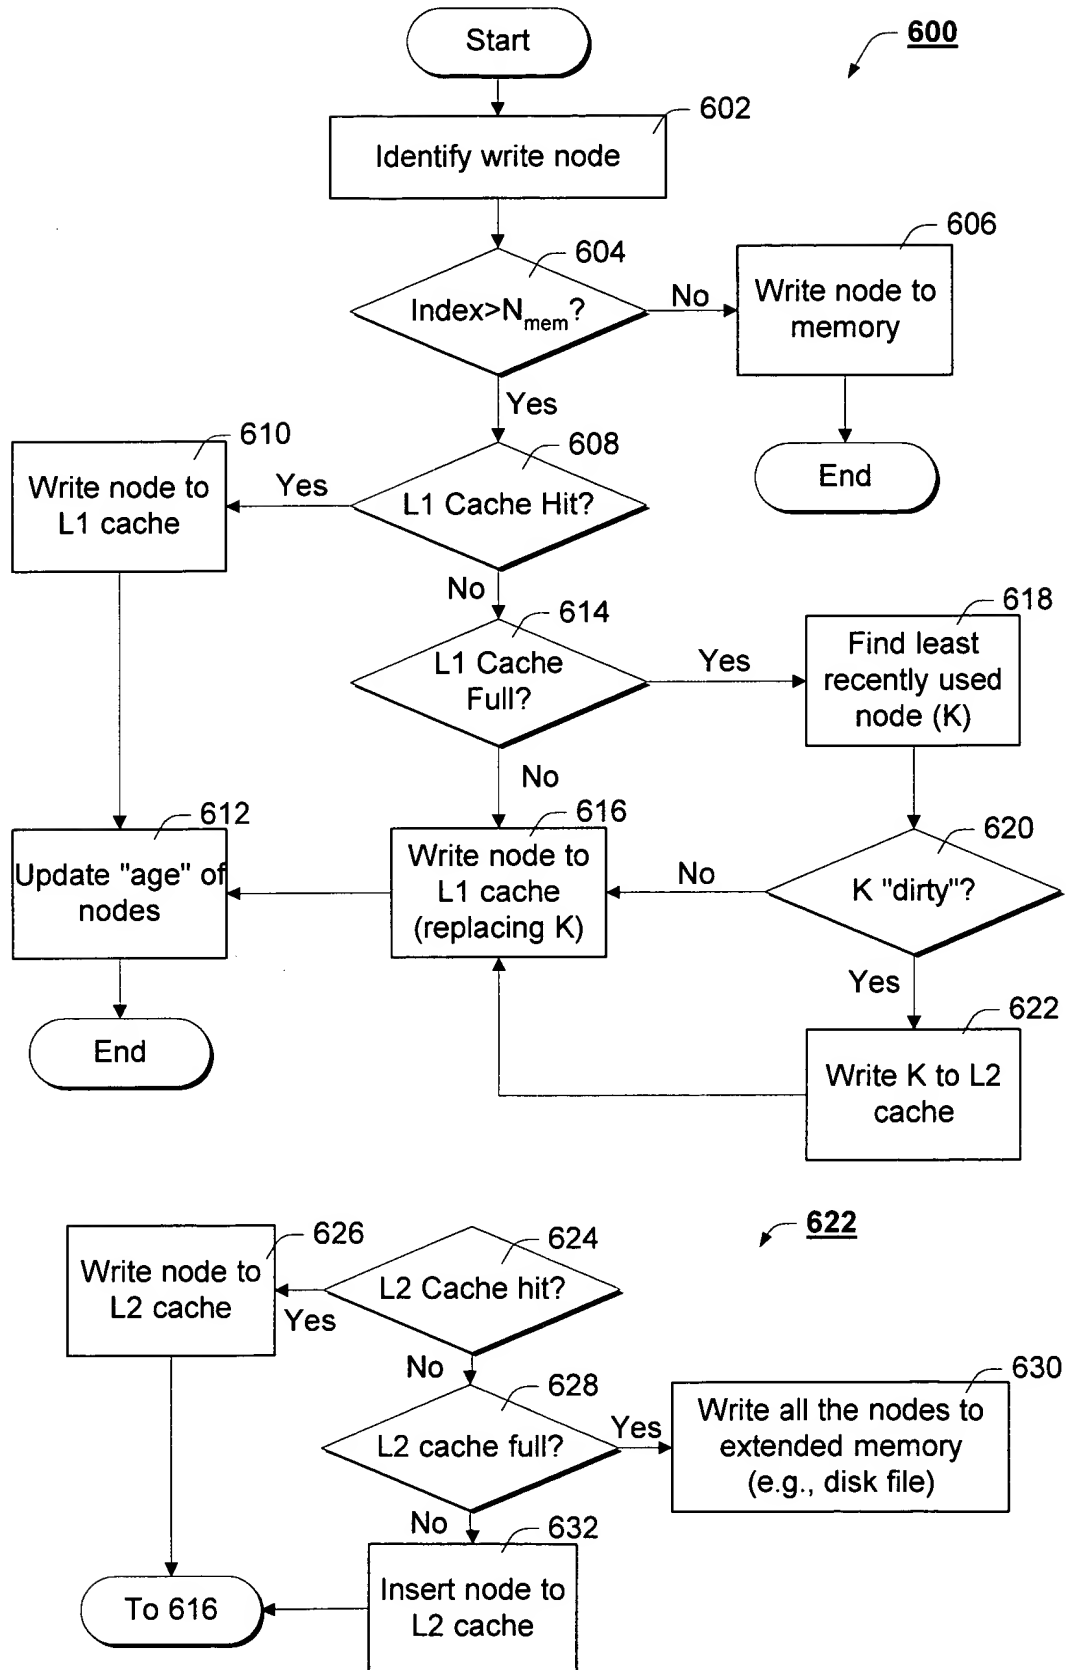 Start
600
602
Identify write node
604
606
Index>Nmem?
No
Write node to
memory
Yes
End
610
608
Write node to
L1 cache
Yes
L1 Cache Hit?
No
614
618
L1 Cache
Full?
Yes
Find least
recently used
node (K)
No
612
616
620
Update "age" of
nodes
Write node to
L1 cache
(replacing K)
No
K "dirty"?
Yes
End
622
Write K to L2
cache
622
626
624
Write node to
L2 cache
Yes
L2 Cache hit?
No
628
630
L2 cache full?
Yes
Write all the nodes to
extended memory
(e.g., disk file)
No
632
To 616
Insert node to
L2 cache